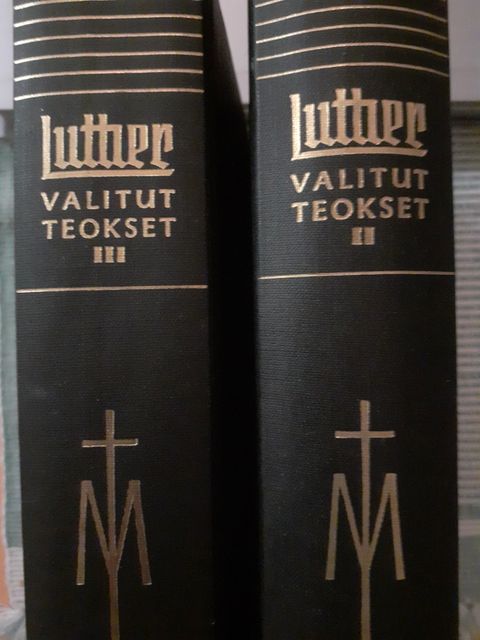 Luther
VALITUT
TEOKSET
III
Luther
VALITUT
TEOKSET
II